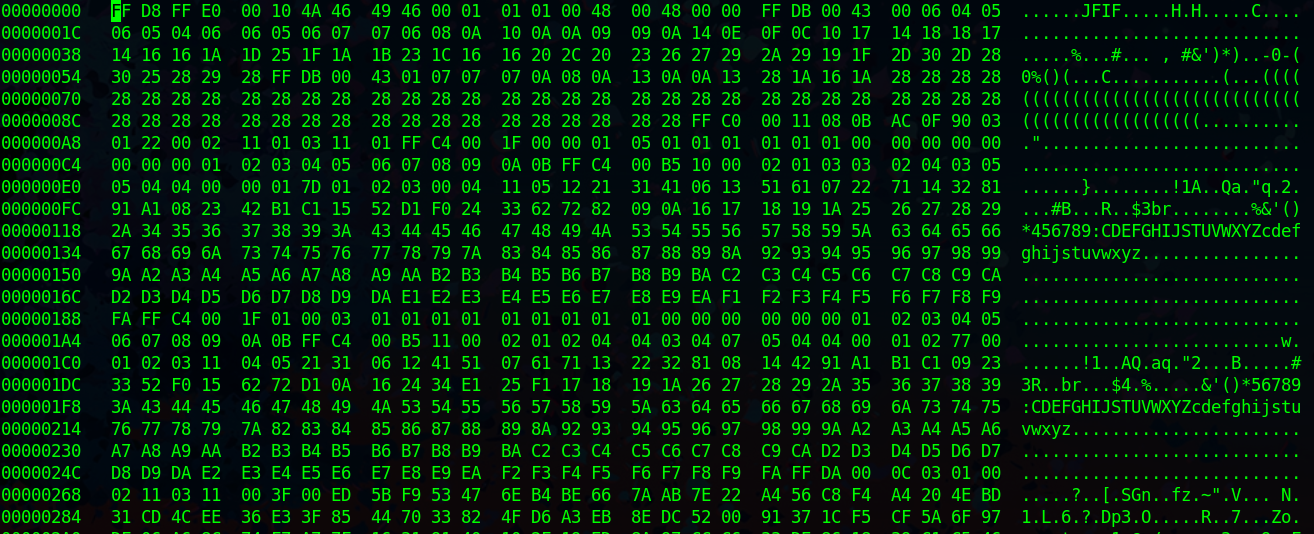 00000000 FF D8 FF E0 00 10 4A 46 49 46 00 01 01 01 00 48 00 48 00 00 FF DB 00 43 00 06 04 05 ......JFIF.....H.H.....C....
0000001C 06 05 04 06 06 05 06 07 07 06 08 0A 10 0A 0A 09 09 0A 14 0E 0F 0C 10 17 14 18 18 17 ............................
00000038 14 16 16 1A 1D 25 1F 1A 1B 23 1C 16 16 20 2C 20 23 26 27 29 2A 29 19 1F 2D 30 2D 28 .....%...#... , #&')*)..-0-(
00000054 30 25 28 29 28 FF DB 00 43 01 07 07 07 0A 08 0A 13 0A 0A 13 28 1A 16 1A 28 28 28 28 0%()(...C...........(...((((
00000070 28 28 28 28 28 28 28 28 28 28 28 28 28 28 28 28 28 28 28 28 28 28 28 28 28 28 28 28 ((((((((((((((((((((((((((((
0000008C 28 28 28 28 28 28 28 28 28 28 28 28 28 28 28 28 28 28 FF C0 00 11 08 0B AC 0F 90 03 ((((((((((((((((((..........
000000A8 01 22 00 02 11 01 03 11 01 FF C4 00 1F 00 00 01 05 01 01 01 01 01 01 00 00 00 00 00 ."..........................
000000C4 00 00 00 01 02 03 04 05 06 07 08 09 0A 0B FF C4 00 B5 10 00 02 01 03 03 02 04 03 05 ............................
000000E0 05 04 04 00 00 01 7D 01 02 03 00 04 11 05 12 21 31 41 06 13 51 61 07 22 71 14 32 81 ......}........!1A..Qa."q.2.
000000FC 91 A1 08 23 42 B1 C1 15 52 D1 F0 24 33 62 72 82 09 0A 16 17 18 19 1A 25 26 27 28 29 ...#B...R..$3br........%&'()
00000118 2A 34 35 36 37 38 39 3A 43 44 45 46 47 48 49 4A 53 54 55 56 57 58 59 5A 63 64 65 66 *456789:CDEFGHIJSTUVWXYZcdef
00000134 67 68 69 6A 73 74 75 76 77 78 79 7A 83 84 85 86 87 88 89 8A 92 93 94 95 96 97 98 99 ghijstuvwxyz................
00000150 9A A2 A3 A4 A5 A6 A7 A8 A9 AA B2 B3 B4 B5 B6 B7 B8 B9 BA C2 C3 C4 C5 C6 C7 C8 C9 CA ............................
0000016C D2 D3 D4 D5 D6 D7 D8 D9 DA E1 E2 E3 E4 E5 E6 E7 E8 E9 EA F1 F2 F3 F4 F5 F6 F7 F8 F9 ............................
00000188 FA FF C4 00 1F 01 00 03 01 01 01 01 01 01 01 01 01 00 00 00 00 00 00 01 02 03 04 05 ............................
000001A4 06 07 08 09 0A 0B FF C4 00 B5 11 00 02 01 02 04 04 03 04 07 05 04 04 00 01 02 77 00 ..........................w.
000001C0 01 02 03 11 04 05 21 31 06 12 41 51 07 61 71 13 22 32 81 08 14 42 91 A1 B1 C1 09 23 ......!1..AQ.aq."2...B.....#
000001DC 33 52 F0 15 62 72 D1 0A 16 24 34 E1 25 F1 17 18 19 1A 26 27 28 29 2A 35 36 37 38 39 3R..br...$4.%.....&'()*56789
000001F8 3A 43 44 45 46 47 48 49 4A 53 54 55 56 57 58 59 5A 63 64 65 66 67 68 69 6A 73 74 75 :CDEFGHIJSTUVWXYZcdefghijstu
00000214 76 77 78 79 7A 82 83 84 85 86 87 88 89 8A 92 93 94 95 96 97 98 99 9A A2 A3 A4 A5 A6 vwxyz.......................
00000230 A7 A8 A9 AA B2 B3 B4 B5 B6 B7 B8 B9 BA C2 C3 C4 C5 C6 C7 C8 C9 CA D2 D3 D4 D5 D6 D7 ............................
0000024C D8 D9 DA E2 E3 E4 E5 E6 E7 E8 E9 EA F2 F3 F4 F5 F6 F7 F8 F9 FA FF DA 00 0C 03 01 00 ............................
00000268 02 11 03 11 00 3F 00 ED 5B F9 53 47 6E B4 BE 66 7A AB 7E 22 A4 56 C8 F4 A4 20 4E BD .....?..[.SGn..fz.~".V... N.
00000284 31 CD 4C EE 36 E3 3F 85 44 70 33 82 4F D6 A3 EB 8E DC 52 00 91 37 1C F5 CF 5A 6F 97 1.L.6.?.Dp3.O.....R..7...Zo.